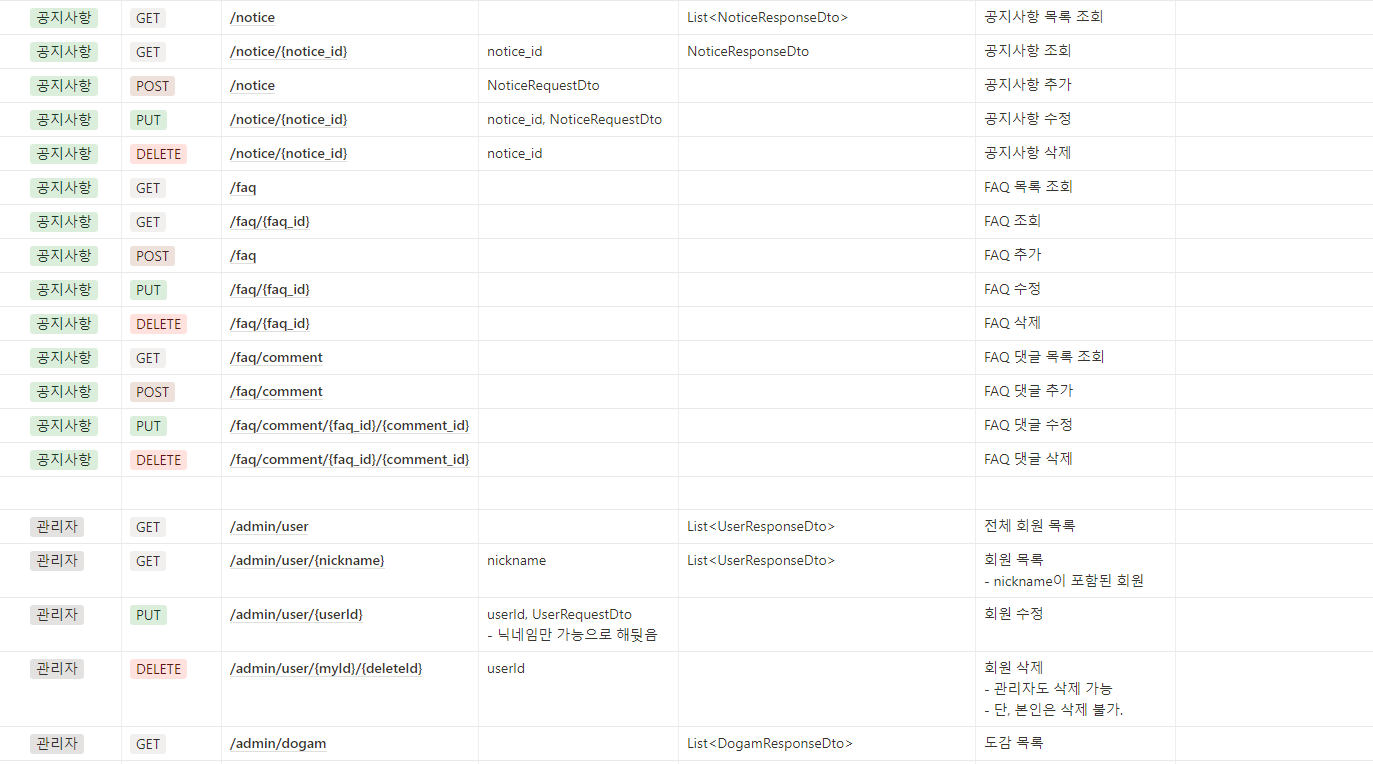 공지사항 GET /notice List<NoticeResponseDto> 공지사항 목록 조회
공지사항 GET /notice/{notice_id} notice_id NoticeResponseDto 공지사항 조회
공지사항 POST /notice NoticeRequestDto 공지사항 추가
공지사항 PUT /notice/{notice_id} notice_id, NoticeRequestDto 공지사항 수정
공지사항 DELETE /notice/{notice_id} notice_id 공지사항 삭제
공지사항 GET /faq FAQ 목록 조회
공지사항 GET /faq/{faq_id} FAQ 조회
공지사항 POST /faq FAQ 추가
공지사항 PUT /faq/{faq_id} FAQ 수정
공지사항 DELETE /faq/{faq_id} FAQ 삭제
공지사항 GET /faq/comment FAQ 댓글 목록 조회
공지사항 POST /faq/comment FAQ 댓글 추가
공지사항 PUT /faq/comment/{faq_id}/{comment_id} FAQ 댓글 수정
공지사항 DELETE /faq/comment/{faq_id}/{comment_id} FAQ 댓글 삭제
관리자 GET /admin/user List<UserResponseDto> 전체 회원 목록
관리자 GET /admin/user/{nickname} nickname List<UserResponseDto> 회원 목록
- nickname이 포함된 회원
관리자 PUT /admin/user/{userId} userId, UserRequestDto 회원 수정
- 닉네임만 가능으로 해뒷음
관리자 DELETE /admin/user/{myId}/{deleteId} userId 회원 삭제
- 관리자도 삭제 가능
- 단, 본인은 삭제 불가.
관리자 GET /admin/dogam List<DogamResponseDto> 도감 목록